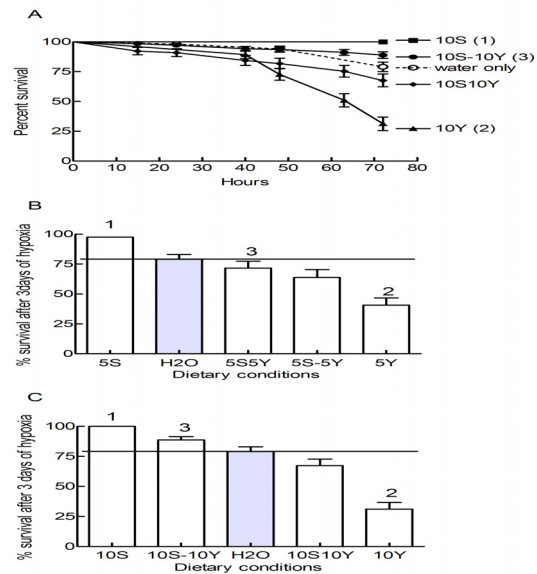 A
100
75
50
25
0
Percent survival
0 10 20 30 40 50 60 70 80
Hours
10S (1)
10S-10Y (3)
water only
10S10Y
10Y (2)
B
% survival after 3days of hypoxia
100
75
50
25
0
1
3
2
5S H2O 5S5Y 5S-5Y 5Y
Dietary conditions
C
% survival after 3 days of hypoxia
100
75
50
25
0
1
3
2
10S 10S-10Y H2O 10S10Y 10Y
Dietary conditions